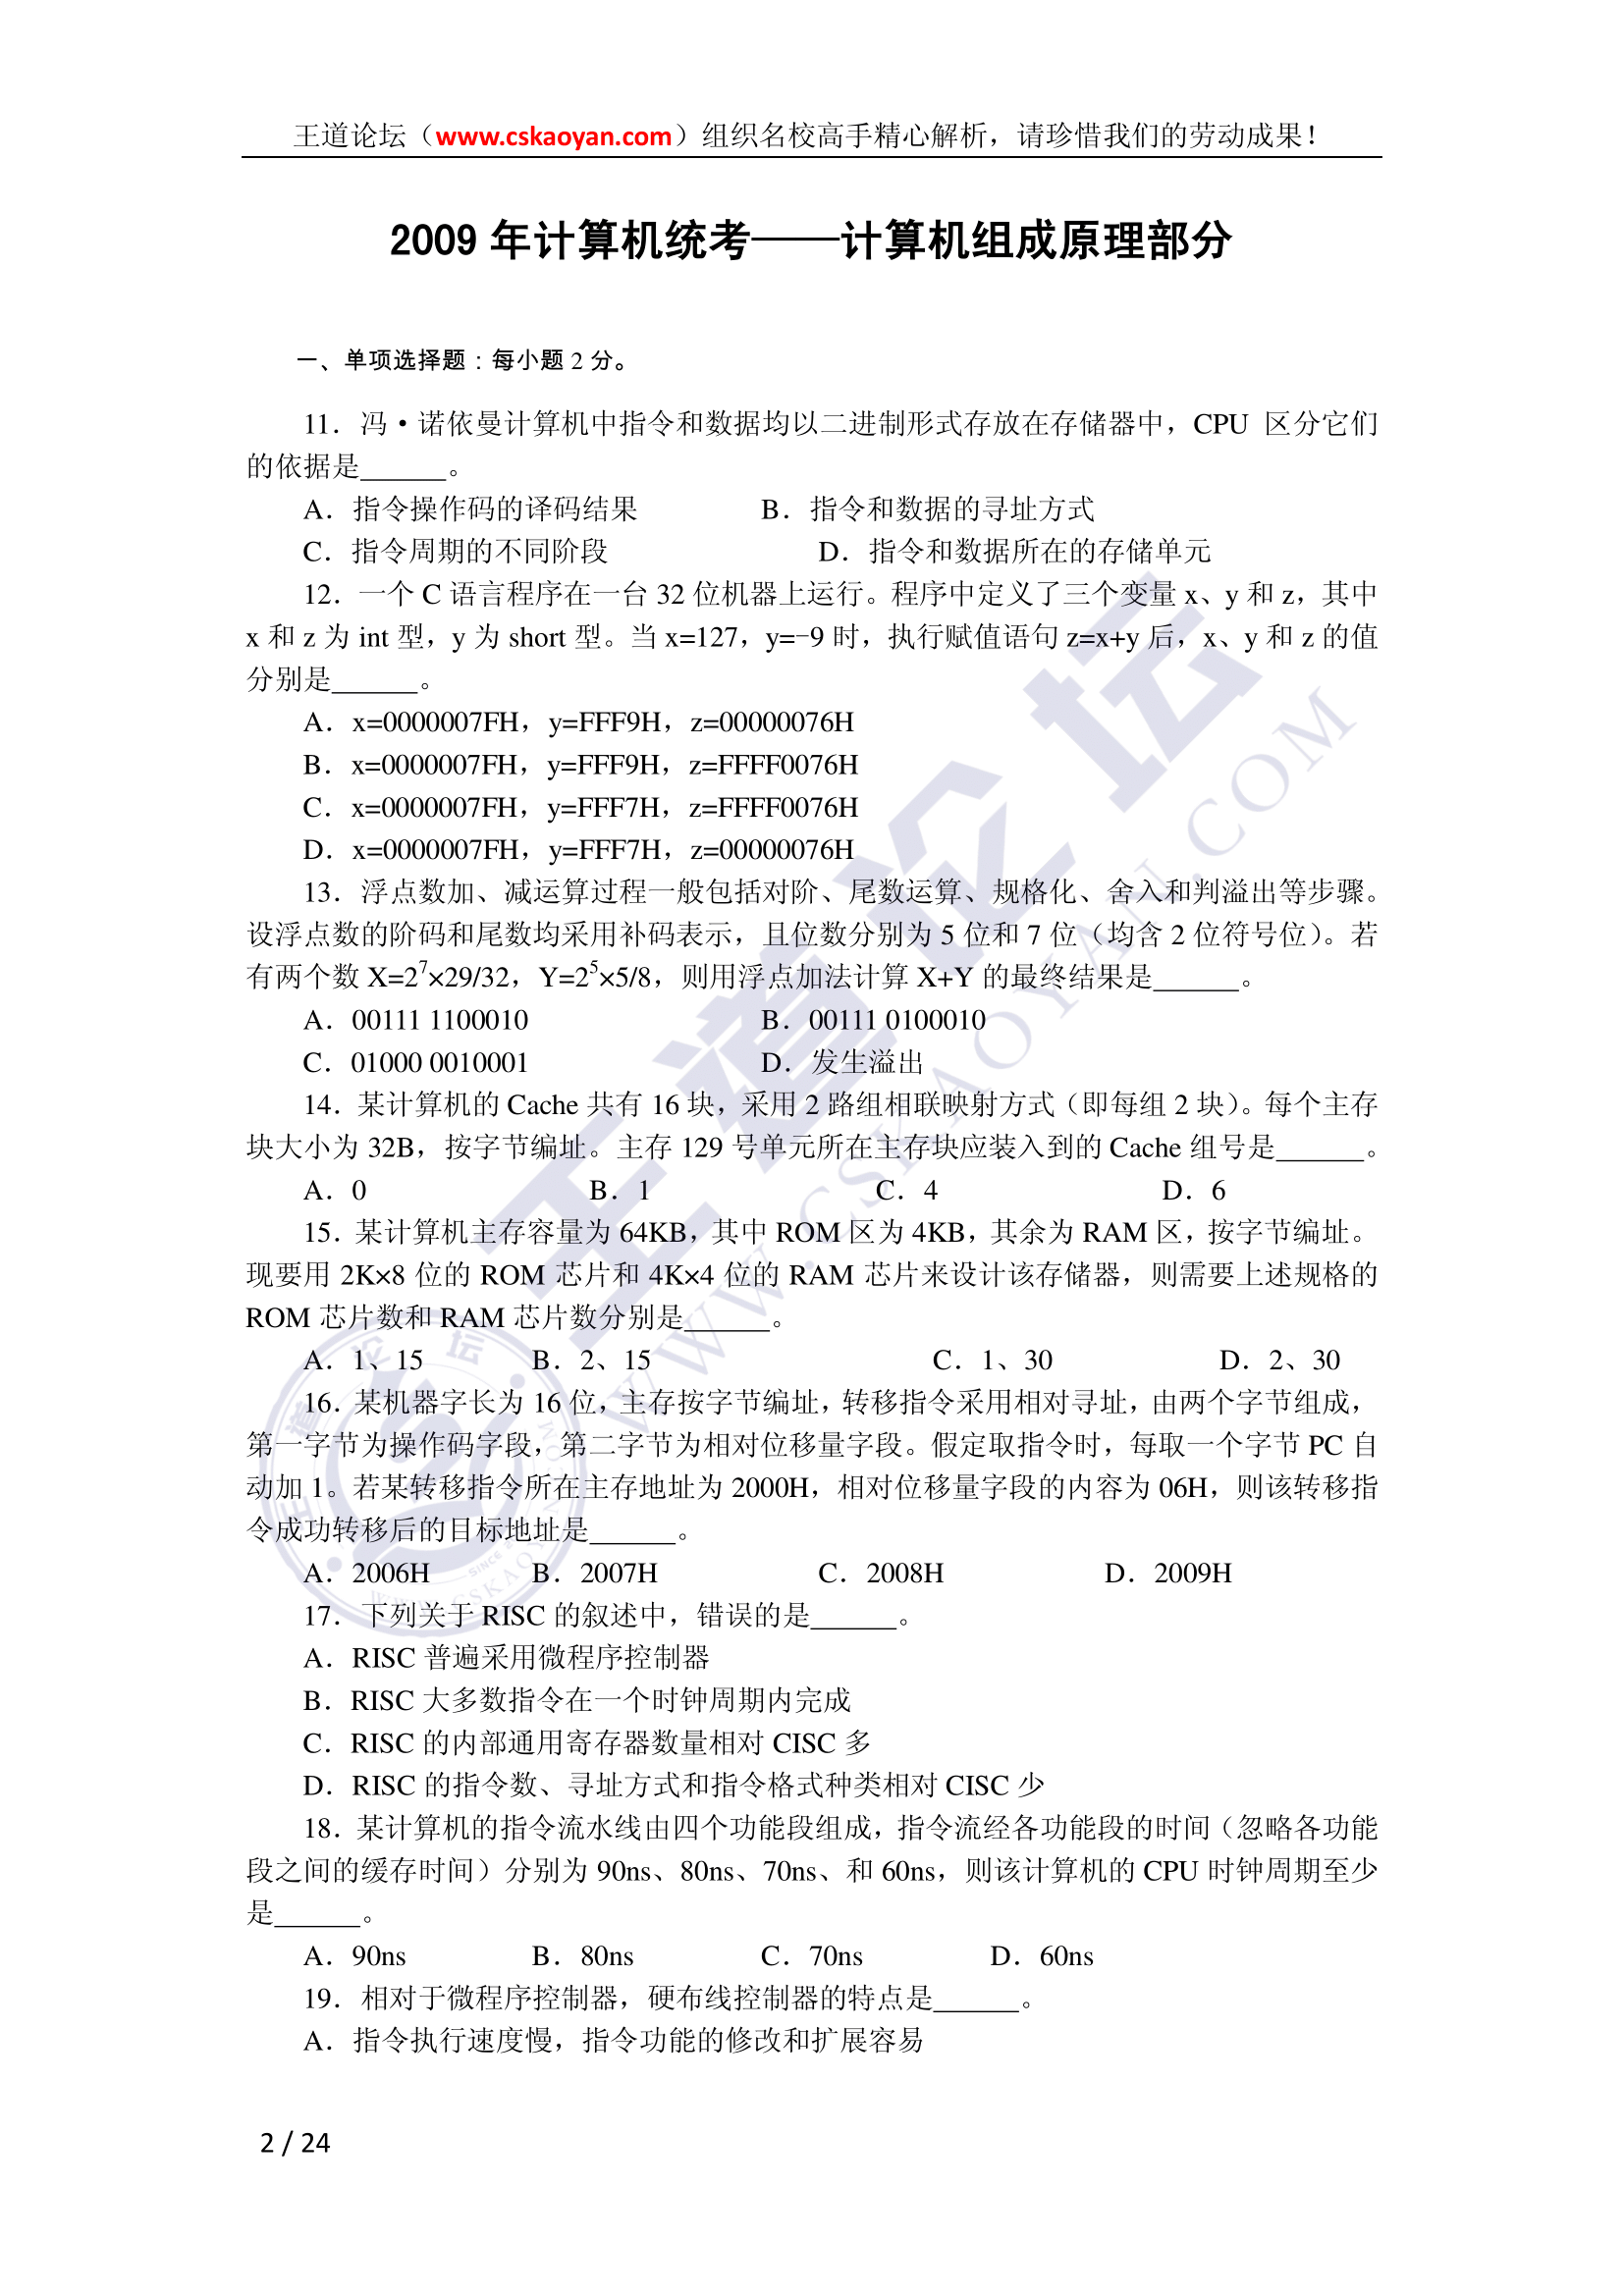 王道论坛（www.cskaoyan.com）组织名校高手精心解析，请珍惜我们的劳动成果！
2009 年计算机统考——计算机组成原理部分
一、单项选择题：每小题 2 分。
11．冯·诺依曼计算机中指令和数据均以二进制形式存放在存储器中，CPU 区分它们
的依据是______。
A．指令操作码的译码结果 B．指令和数据的寻址方式
C．指令周期的不同阶段 D．指令和数据所在的存储单元
12．一个 C 语言程序在一台 32 位机器上运行。程序中定义了三个变量 x、y 和 z，其中
x 和 z 为 int 型，y 为 short 型。当 x=127，y=-9 时，执行赋值语句 z=x+y 后，x、y 和 z 的值
分别是______。
A．x=0000007FH，y=FFF9H，z=00000076H
B．x=0000007FH，y=FFF9H，z=FFFF0076H
C．x=0000007FH，y=FFF7H，z=FFFF0076H
D．x=0000007FH，y=FFF7H，z=00000076H
13．浮点数加、减运算过程一般包括对阶、尾数运算、规格化、舍入和判溢出等步骤。
设浮点数的阶码和尾数均采用补码表示，且位数分别为 5 位和 7 位（均含 2 位符号位）。若
有两个数 X=2⁷×29/32，Y=2⁵×5/8，则用浮点加法计算 X+Y 的最终结果是______。
A．00111 1100010 B．00111 0100010
C．01000 0010001 D．发生溢出
14．某计算机的 Cache 共有 16 块，采用 2 路组相联映射方式（即每组 2 块）。每个主存
块大小为 32B，按字节编址。主存 129 号单元所在主存块应装入到的 Cache 组号是______。
A．0 B．1 C．4 D．6
15．某计算机主存容量为 64KB，其中 ROM 区为 4KB，其余为 RAM 区，按字节编址。
现要用 2K×8 位的 ROM 芯片和 4K×4 位的 RAM 芯片来设计该存储器，则需要上述规格的
ROM 芯片数和 RAM 芯片数分别是______。
A．1、15 B．2、15 C．1、30 D．2、30
16．某机器字长为 16 位，主存按字节编址，转移指令采用相对寻址，由两个字节组成，
第一字节为操作码字段，第二字节为相对位移量字段。假定取指令时，每取一个字节 PC 自
动加 1。若某转移指令所在主存地址为 2000H，相对位移量字段的内容为 06H，则该转移指
令成功转移后的目标地址是______。
A．2006H B．2007H C．2008H D．2009H
17．下列关于 RISC 的叙述中，错误的是______。
A．RISC 普遍采用微程序控制器
B．RISC 大多数指令在一个时钟周期内完成
C．RISC 的内部通用寄存器数量相对 CISC 多
D．RISC 的指令数、寻址方式和指令格式种类相对 CISC 少
18．某计算机的指令流水线由四个功能段组成，指令流经各功能段的时间（忽略各功能
段之间的缓存时间）分别为 90ns、80ns、70ns、和 60ns，则该计算机的 CPU 时钟周期至少
是______。
A．90ns B．80ns C．70ns D．60ns
19．相对于微程序控制器，硬布线控制器的特点是______。
A．指令执行速度慢，指令功能的修改和扩展容易
2 / 24
王道论坛
WWW.CSKAOYAN.COM